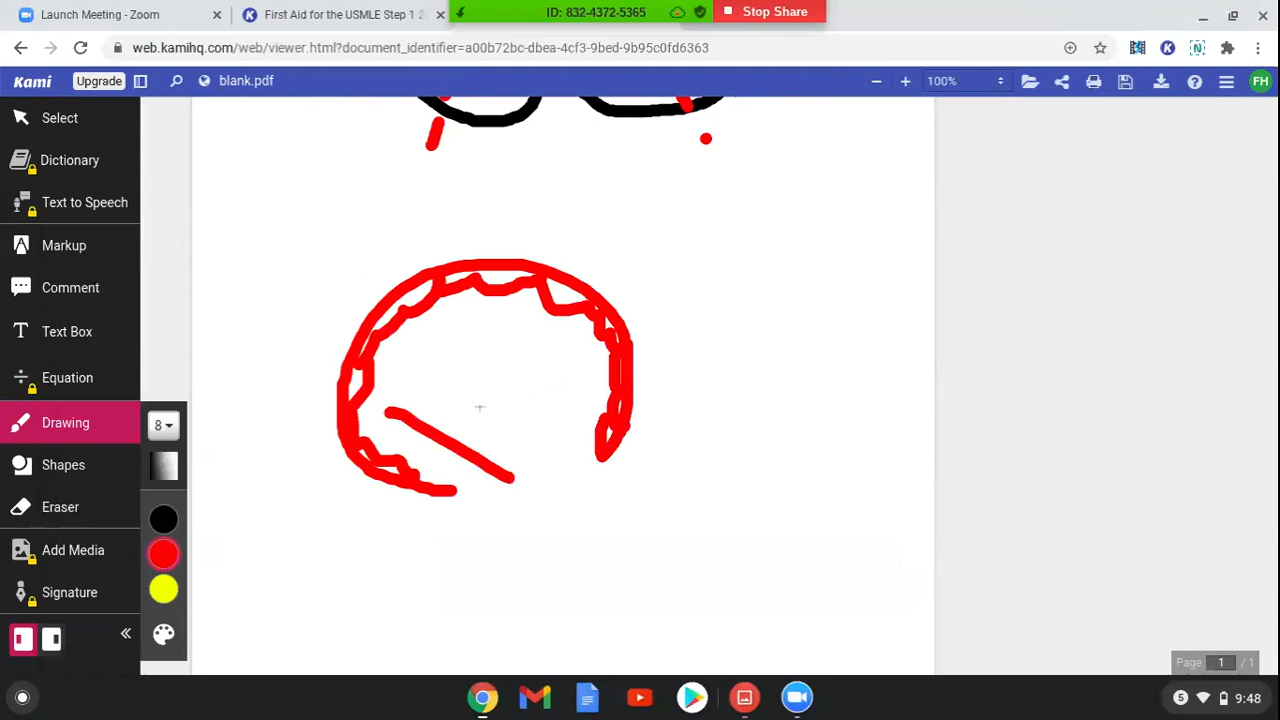 Launch Meeting - Zoom
First Aid for the USMLE Step 1 2
ID: 832-4372-5365
Stop Share
web.kamihq.com/web/viewer.html?document_identifier=a00b72bc-dbea-4cf3-9bed-9b95c0fd6363
Kami
Upgrade
blank.pdf
100%
FH
Select
Dictionary
Text to Speech
Markup
Comment
Text Box
Equation
Drawing
8
Shapes
Eraser
Add Media
Signature
Page 1 / 1
5
9:48